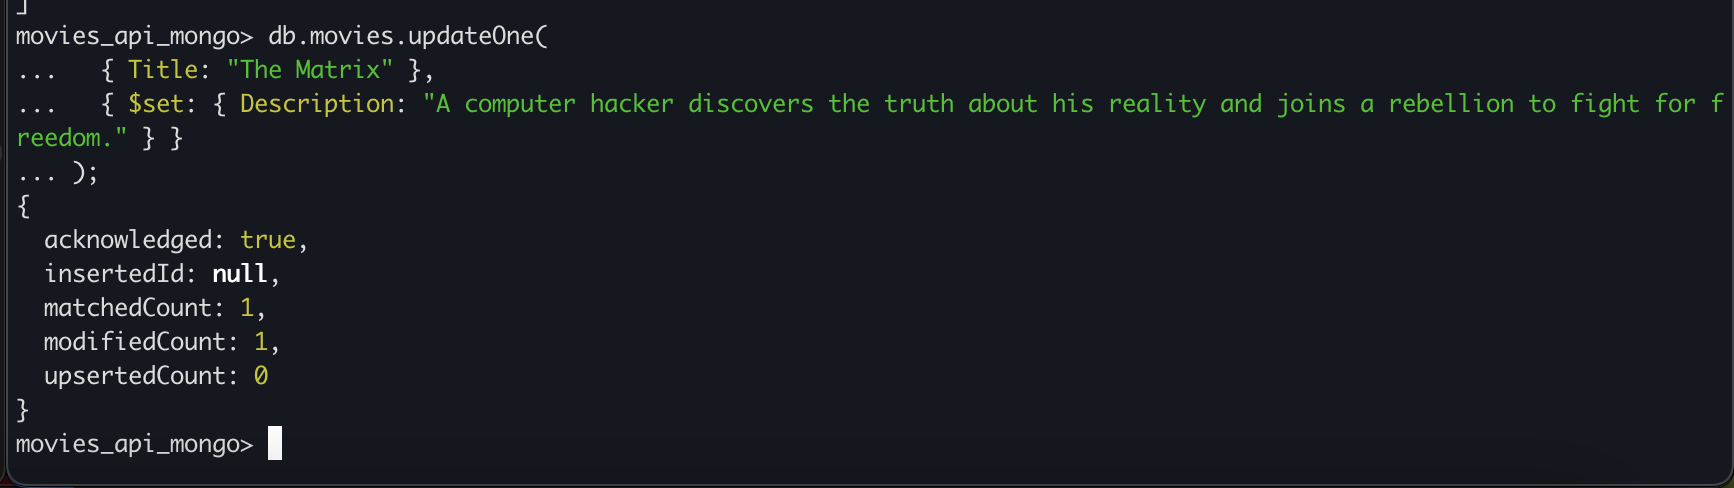 ]
movies_api_mongo> db.movies.updateOne(
...   { Title: "The Matrix" },
...   { $set: { Description: "A computer hacker discovers the truth about his reality and joins a rebellion to fight for f
reedom." } }
... );
{
  acknowledged: true,
  insertedId: null,
  matchedCount: 1,
  modifiedCount: 1,
  upsertedCount: 0
}
movies_api_mongo>